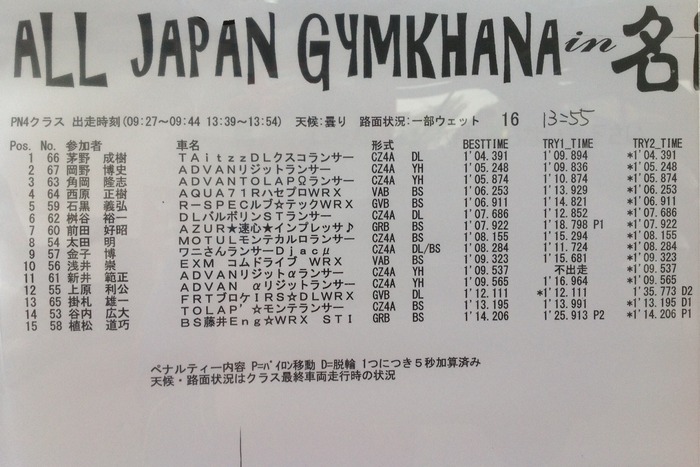 ALL JAPAN GYMKHANA in 名
PN4クラス 出走時刻(09:27～09:44 13:39～13:54) 天候:曇り 路面状況:一部ウェット 16 13=55
Pos. No. 参加者 車名 形式 BESTTIME TRY1_TIME TRY2_TIME
1 66 茅野 成樹 TAitzzDLクスコランサー CZ4A DL 1'04.391 1'09.894 *1'04.391
2 67 岡野 博史 ADVANリジットランサー CZ4A YH 1'05.248 1'09.836 *1'05.248
3 63 角岡 隆志 ADVANTOLAPΩランサー CZ4A YH 1'05.874 1'10.874 *1'05.874
4 64 西原 正樹 AQUA71RハセプロWRX VAB BS 1'06.253 1'13.929 *1'06.253
5 59 石黒 義弘 R－SPECルブ☆テックWRX GVB BS 1'06.911 1'14.821 *1'06.911
6 62 桝谷 裕一 DLバルボリンSTランサー CZ4A DL 1'07.686 1'12.852 *1'07.686
7 60 前田 好昭 AZUR★速心★インプレッサ♪ GRB BS 1'07.922 1'18.798 P1 *1'07.922
8 54 太田 明 MOTULモンテカルロランサー CZ4A BS 1'08.155 1'15.294 *1'08.155
9 57 金子 博 ワニさんランサーDjacμ CZ4A DL/BS 1'08.284 1'11.724 *1'08.284
10 56 浅井 崇 EXM コムドライブ WRX VAB BS 1'09.323 1'15.681 *1'09.323
11 61 新井 範正 ADVANリジットαランサー CZ4A YH 1'09.537 不出走 *1'09.537
12 55 上原 利公 ADVAN αリジットランサー CZ4A YH 1'09.565 1'16.964 *1'09.565
13 65 掛札 雄一 FRTブロケIRS☆DLWRX GVB DL 1'12.111 *1'12.111 1'35.773 D2
14 53 谷内 広大 TOLAP'☆モンテランサー CZ4A BS 1'13.195 1'13.991 *1'13.195 D1
15 58 植松 道巧 BS藤井Eng☆WRX STI GRB BS 1'14.206 1'25.913 P2 *1'14.206 P1
ペナルティー内容 P=ﾊﾟｲﾛﾝ移動 D=脱輪 1つにつき5秒加算済み
天候・路面状況はクラス最終車両走行時の状況